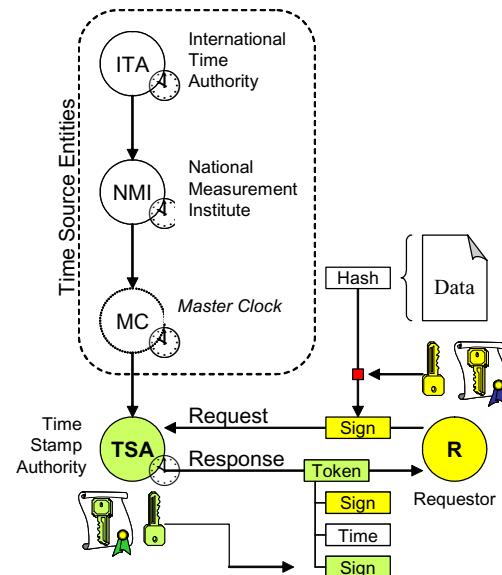 Time Source Entities
ITA
International
Time
Authority
NMI
National
Measurement
Institute
MC
Master Clock
Hash
Data
Time
Stamp
Authority
TSA
Request
Sign
R
Response
Token
Requestor
Sign
Time
Sign